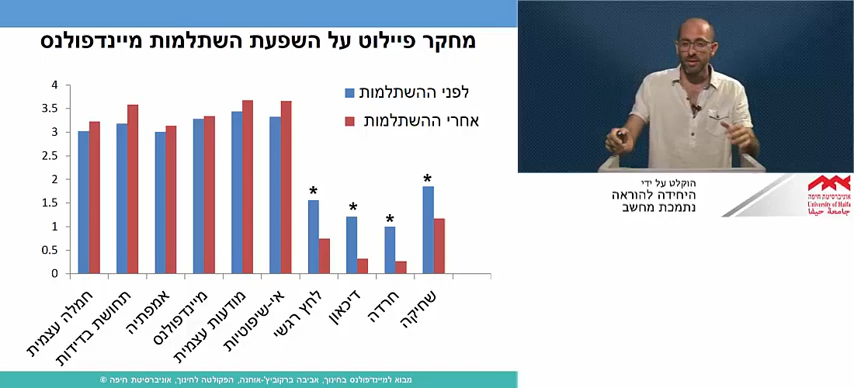 מחקר פיילוט על השפעת השתלמות מיינדפולנס
4
3.5
3
2.5
2
1.5
1
0.5
0
לפני ההשתלמות
אחרי ההשתלמות
*
*
*
*
חמלה עצמית
תחושת בדידות
אמפתיה
מיינדפולנס
מודעות עצמית
אי-שיפוטיות
לחץ רגשי
דיכאון
חרדה
שחיקה
מבוא למיינדפולנס בחינוך, אביבה ברקוביץ'-אוחנה, הפקולטה לחינוך, אוניברסיטת חיפה ©
הוקלט על ידי
היחידה להוראה
נתמכת מחשב
אוניברסיטת חיפה
University of Haifa
جامعة حيفا